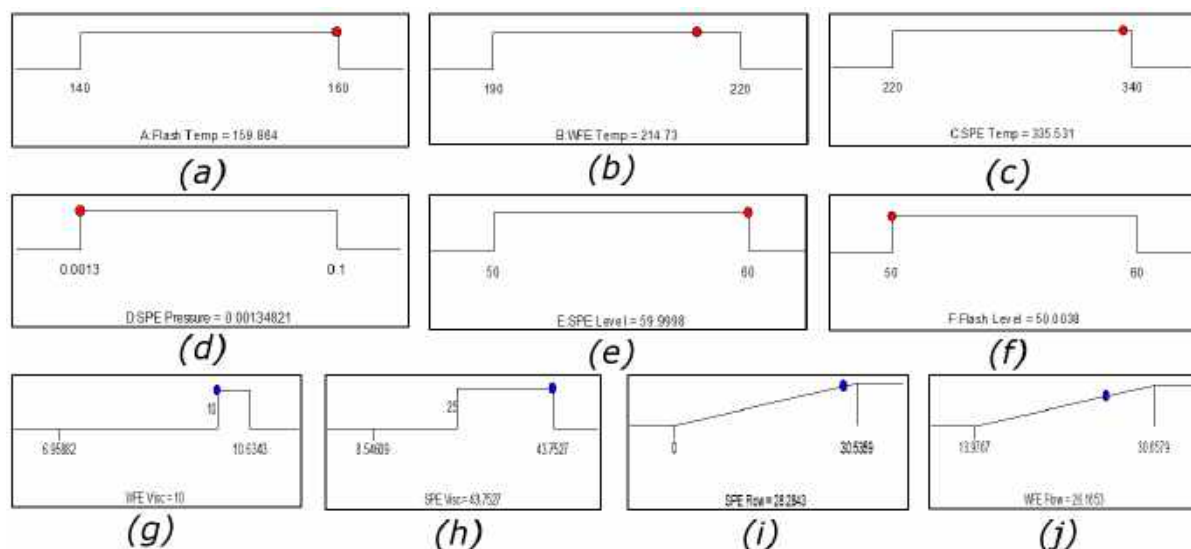 140 160
A:Flash Temp = 159.864
(a)
190 220
B:WFE Temp = 214.73
(b)
220 340
C:SPE Temp = 335.531
(c)
0.0013 0.1
D:SPE Pressure = 0.00134821
(d)
50 60
E:SPE Level = 59.9998
(e)
50 60
F:Flash Level = 50.0038
(f)
10
6.95882 10.6343
WFE Visc = 10
(g)
25
8.54609 43.7527
SPE Visc = 43.7527
(h)
0 30.5359
SPE Flow = 28.2843
(i)
13.9767 30.6579
WFE Flow = 26.1653
(j)